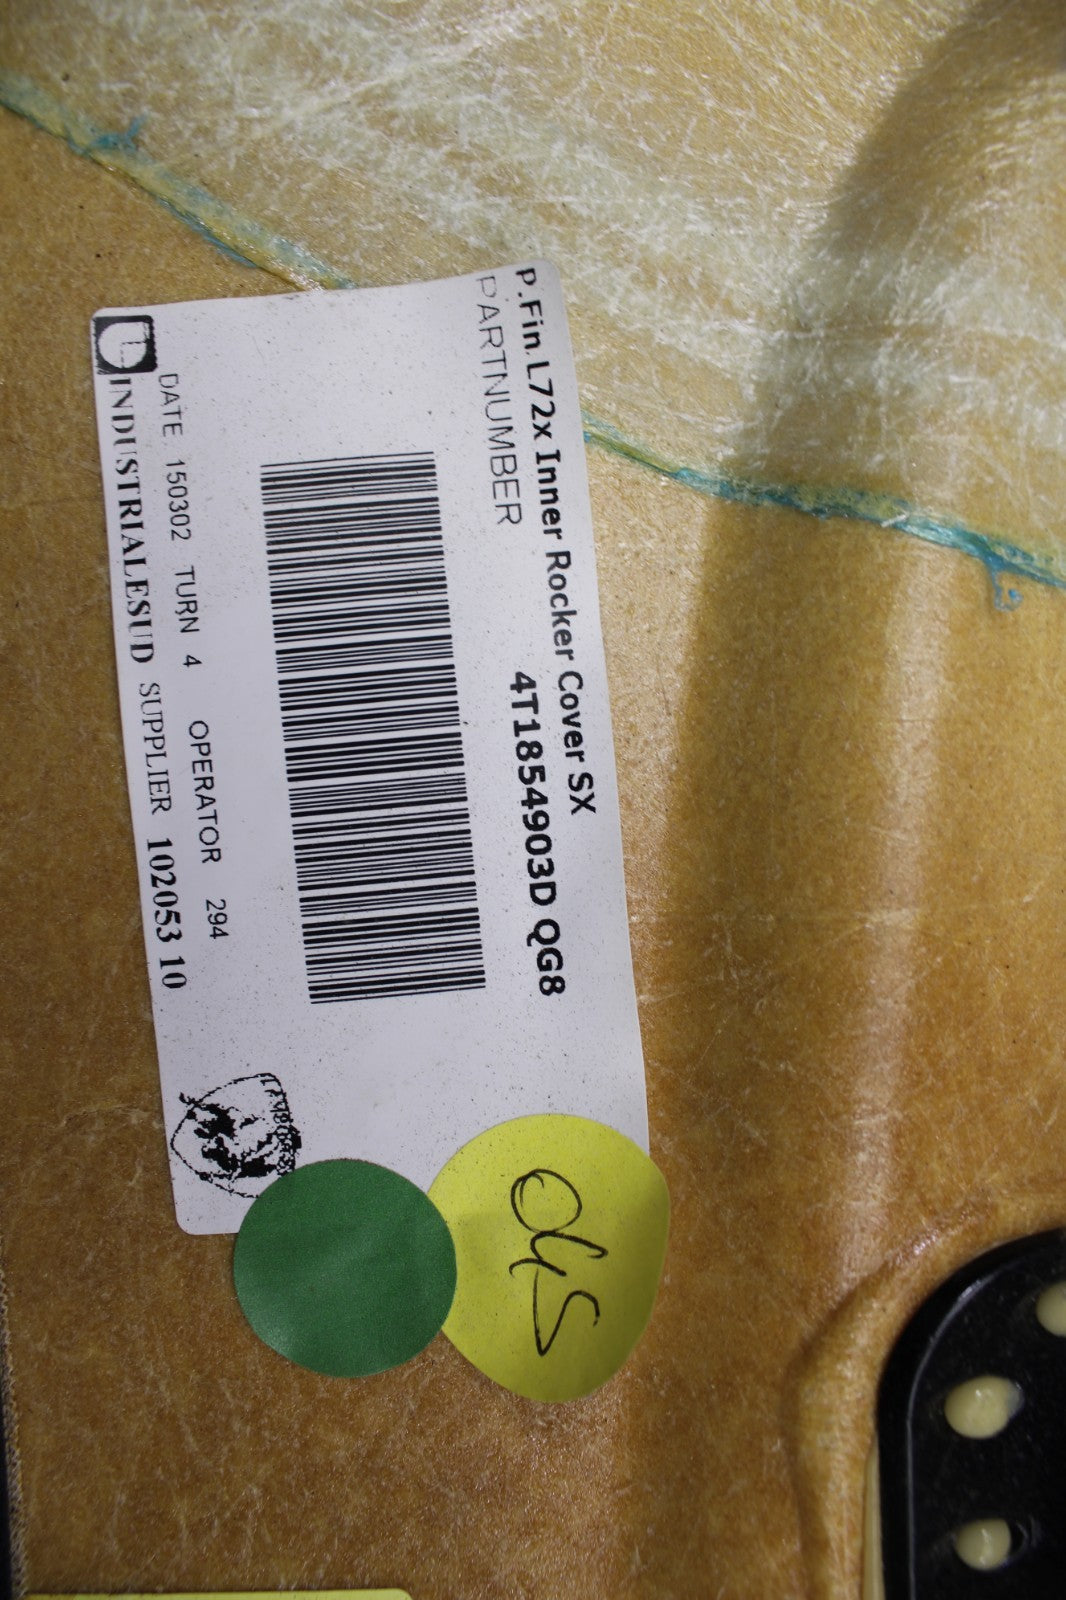 P.Fin.L72x Inner Rocker Cover SX
PARTNUMBER 4T1854903D QG8
DATE 150302 TURN 4 OPERATOR 294
INDUSTRIALESUD SUPPLIER 102053 10